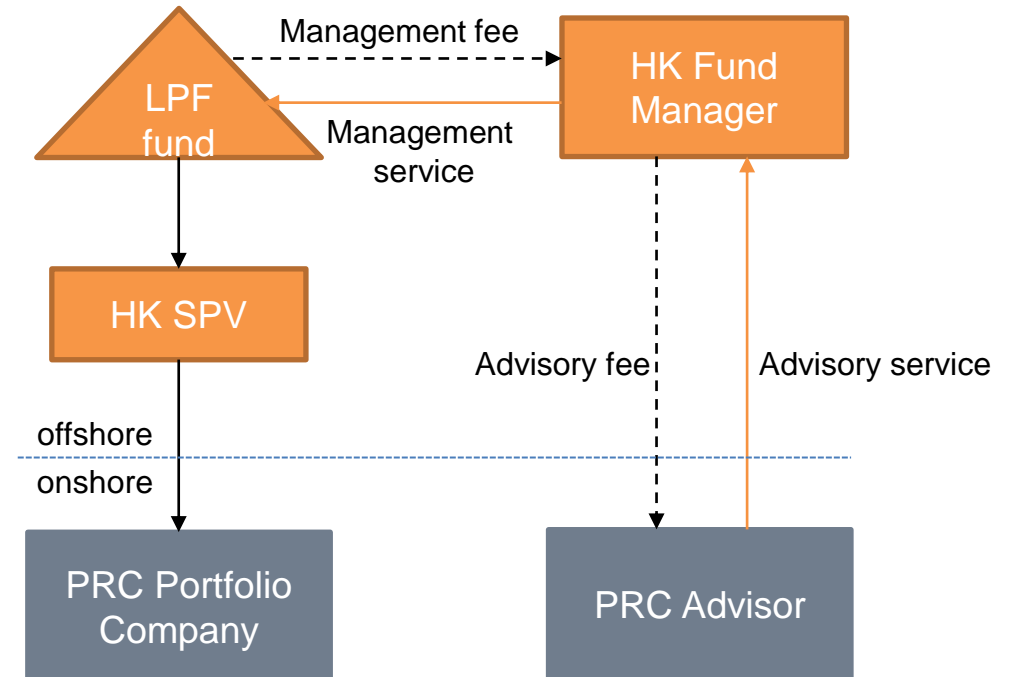 Management fee
LPF
fund
HK Fund
Manager
Management
service
HK SPV
Advisory fee
Advisory service
offshore
onshore
PRC Portfolio
Company
PRC Advisor